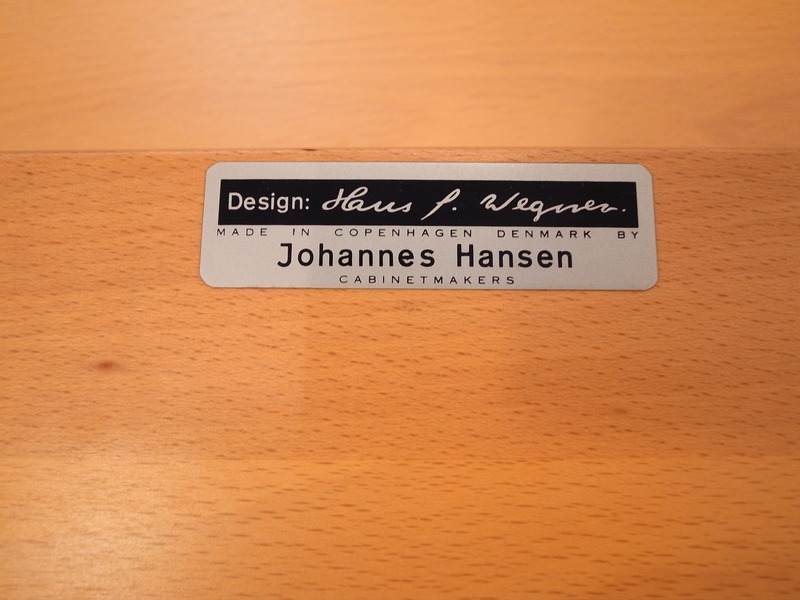 Design: Hans J. Wegner.
MADE IN COPENHAGEN DENMARK BY
Johannes Hansen
CABINETMAKERS